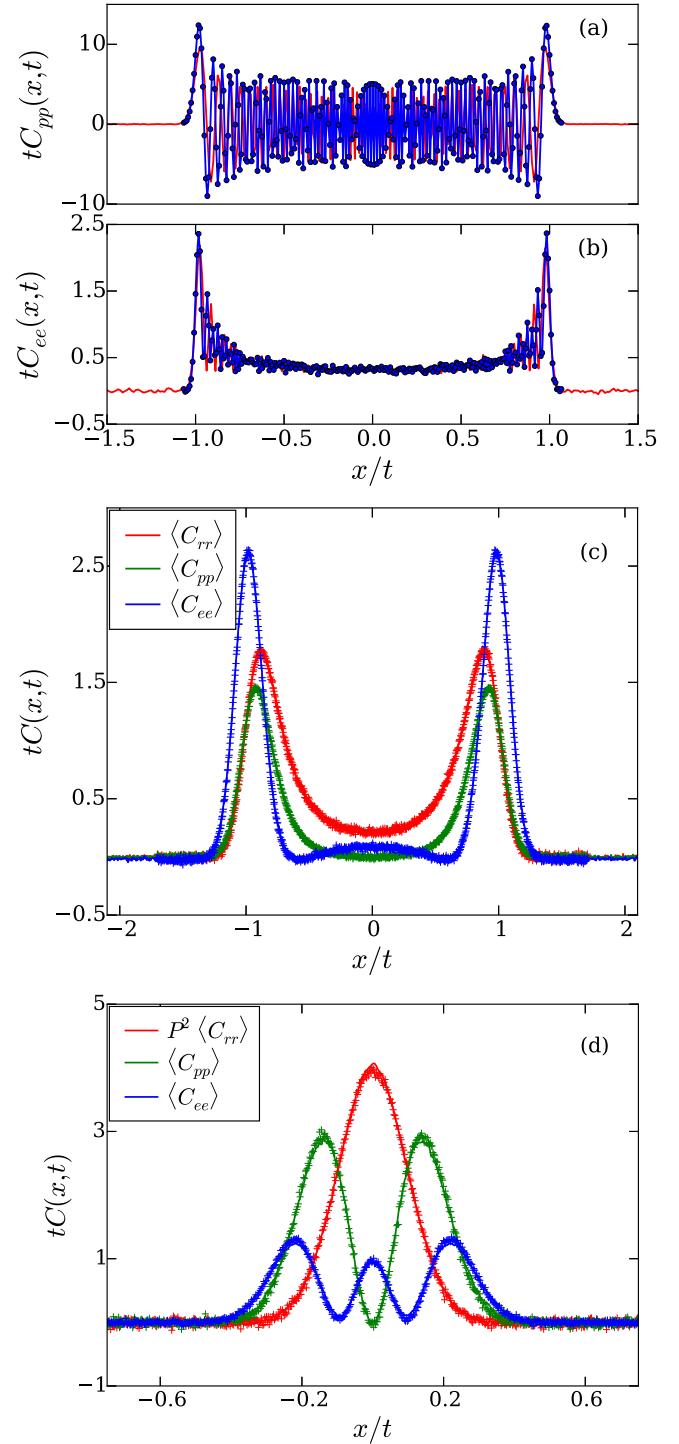 (a)
tC_{pp}(x,t)
10
0
−10
(b)
tC_{ee}(x,t)
2.5
1.5
0.5
−0.5
−1.5 −1.0 −0.5 0.0 0.5 1.0 1.5
x/t
(c)
⟨C_{rr}⟩
⟨C_{pp}⟩
⟨C_{ee}⟩
tC(x,t)
2.5
1.5
0.5
−0.5
−2 −1 0 1 2
x/t
(d)
P² ⟨C_{rr}⟩
⟨C_{pp}⟩
⟨C_{ee}⟩
tC(x,t)
5
3
1
−1
−0.6 −0.2 0.2 0.6
x/t